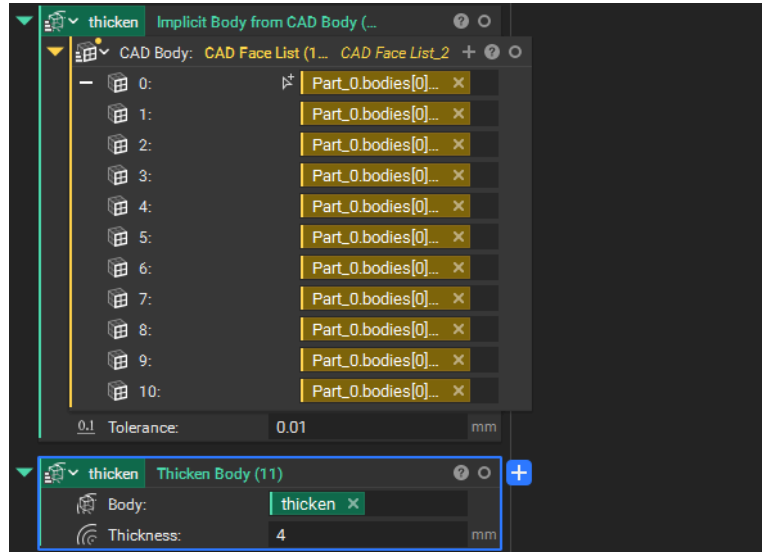 thicken Implicit Body from CAD Body (...
CAD Body: CAD Face List (1... CAD Face List_2
0: Part_0.bodies[0]...
1: Part_0.bodies[0]...
2: Part_0.bodies[0]...
3: Part_0.bodies[0]...
4: Part_0.bodies[0]...
5: Part_0.bodies[0]...
6: Part_0.bodies[0]...
7: Part_0.bodies[0]...
8: Part_0.bodies[0]...
9: Part_0.bodies[0]...
10: Part_0.bodies[0]...
0.1 Tolerance: 0.01 mm
thicken Thicken Body (11)
Body: thicken
Thickness: 4 mm